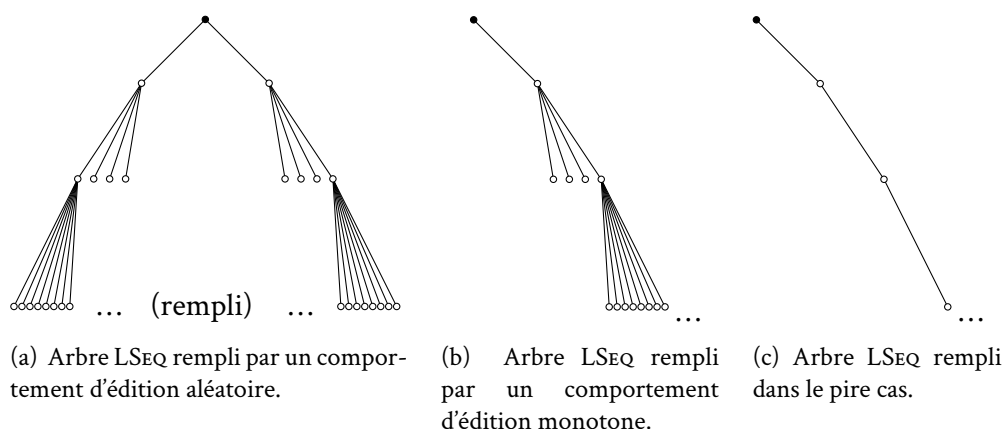 ... (rempli) ...
...
...
(a) Arbre LSEQ rempli par un compor-
tement d'édition aléatoire.
(b) Arbre LSEQ rempli
par un comportement
d'édition monotone.
(c) Arbre LSEQ rempli
dans le pire cas.